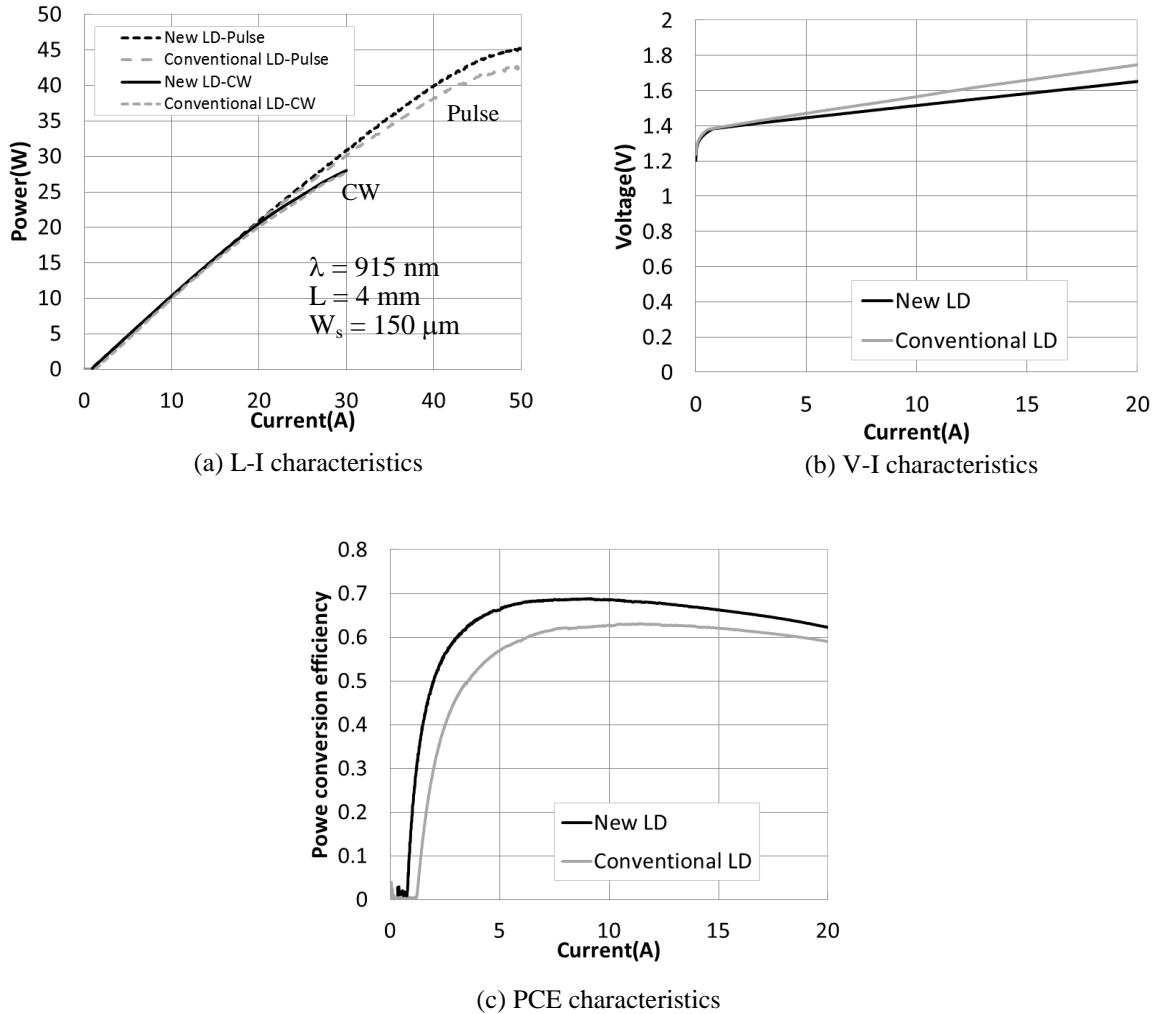 50
45
40
35
30
25
20
15
10
5
0
Power(W)
New LD-Pulse
Conventional LD-Pulse
New LD-CW
Conventional LD-CW
Pulse
CW
λ = 915 nm
L = 4 mm
Wₛ = 150 μm
0 10 20 30 40 50
Current(A)
(a) L-I characteristics
2
1.8
1.6
1.4
1.2
1
0.8
0.6
0.4
0.2
0
Voltage(V)
New LD
Conventional LD
0 5 10 15 20
Current(A)
(b) V-I characteristics
0.8
0.7
0.6
0.5
0.4
0.3
0.2
0.1
0
Powe conversion efficiency
New LD
Conventional LD
0 5 10 15 20
Current(A)
(c) PCE characteristics